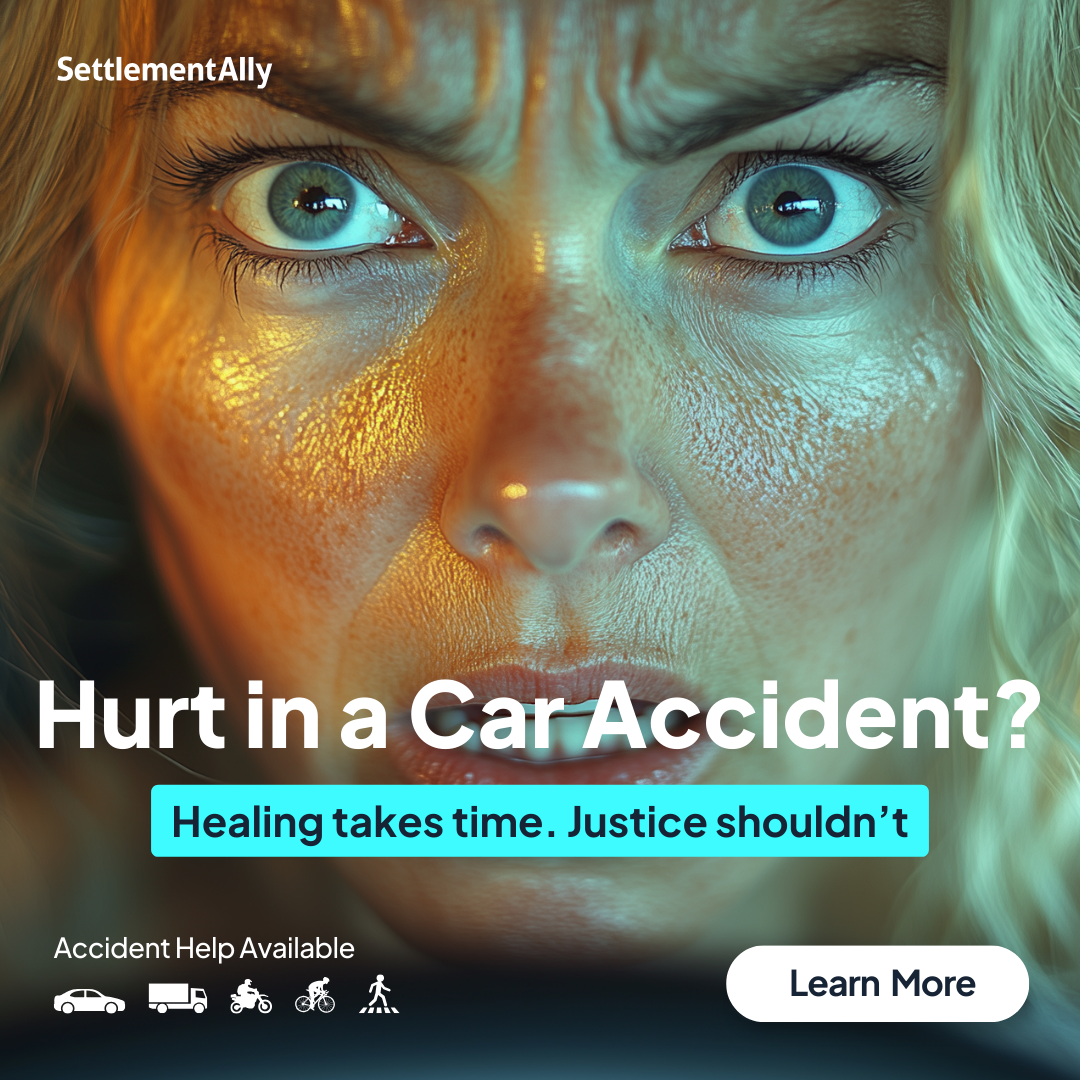 SettlementAlly
Hurt in a Car Accident?
Healing takes time. Justice shouldn’t
Accident Help Available
Learn More